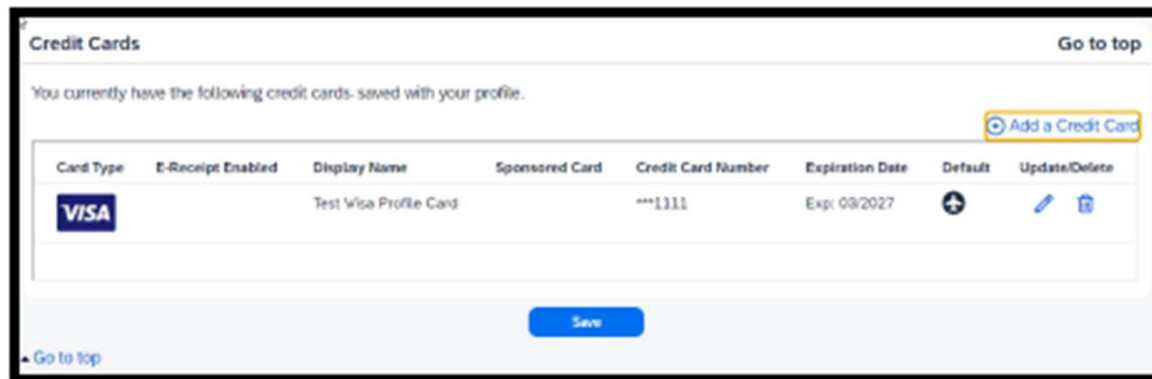 Credit Cards
Go to top
You currently have the following credit cards saved with your profile.
Add a Credit Card
Card Type E-Receipt Enabled Display Name Sponsored Card Credit Card Number Expiration Date Default Update/Delete
VISA Test Visa Profile Card ***1111 Exp: 03/2027
Save
Go to top